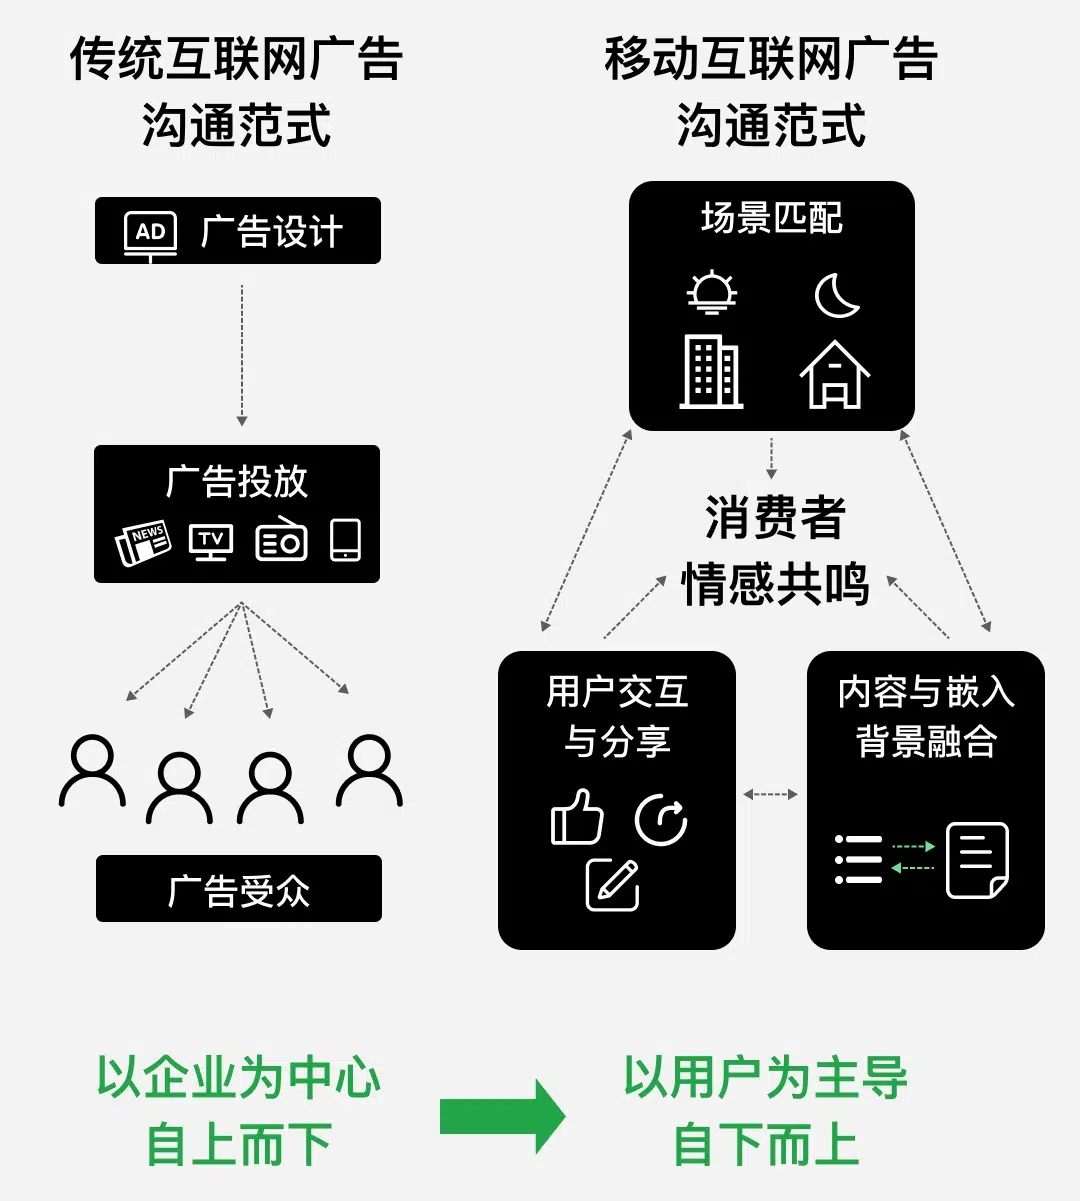 传统互联网广告
沟通范式
AD 广告设计
广告投放
NEWS TV
广告受众
以企业为中心
自上而下
移动互联网广告
沟通范式
场景匹配
消费者
情感共鸣
用户交互
与分享
内容与嵌入
背景融合
以用户为主导
自下而上